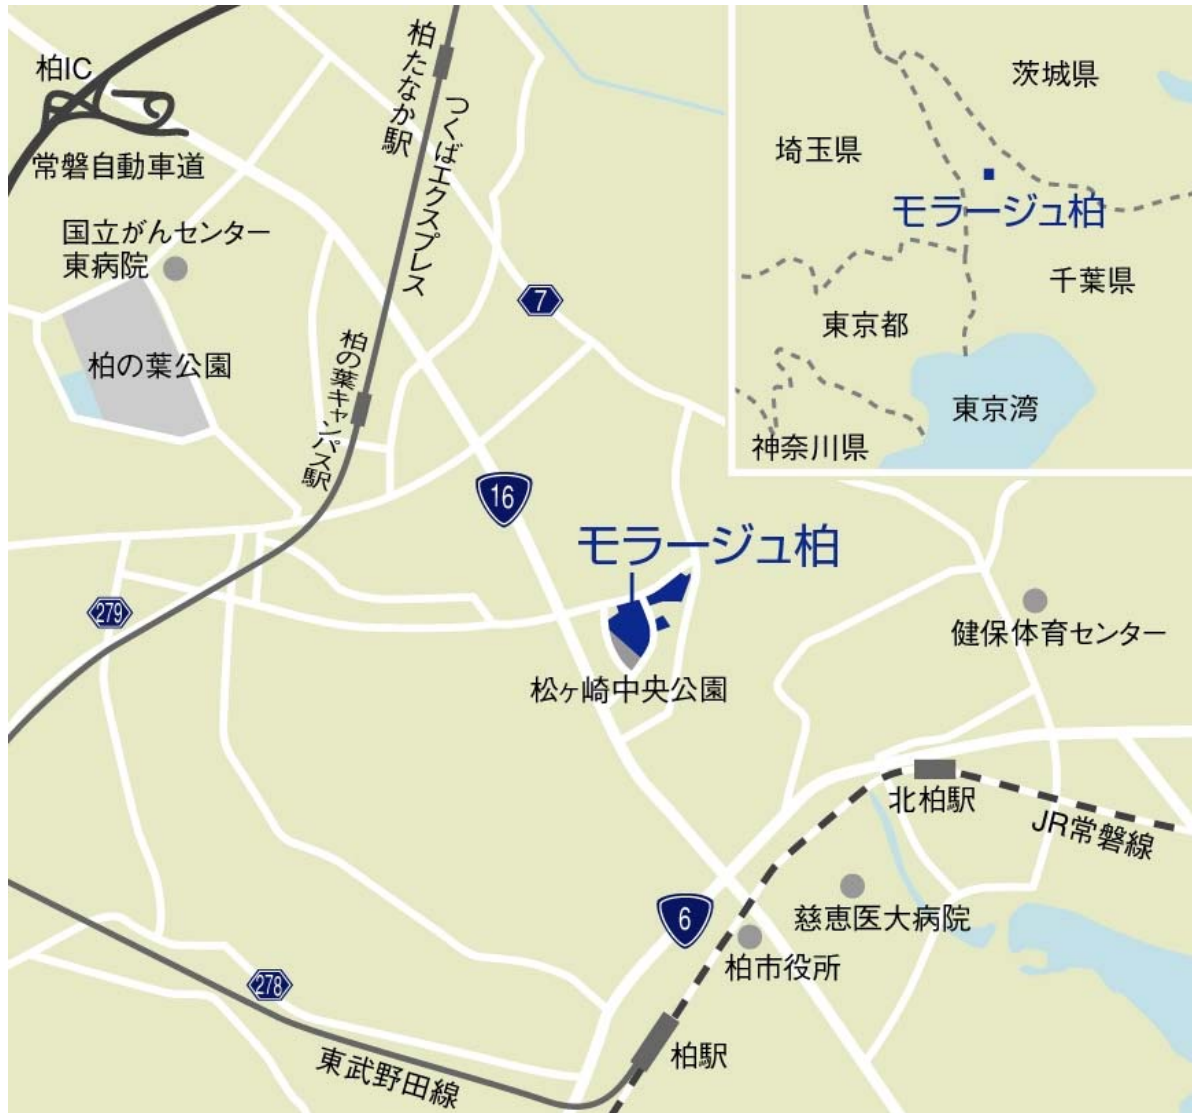 柏IC
常磐自動車道
国立がんセンター
東病院
柏の葉公園
柏たなか駅
つくばエクスプレス
柏の葉キャンパス駅
7
16
279
モラージュ柏
松ヶ崎中央公園
健保体育センター
北柏駅
JR常磐線
慈恵医大病院
6
柏市役所
278
東武野田線
柏駅
茨城県
埼玉県
モラージュ柏
千葉県
東京都
東京湾
神奈川県